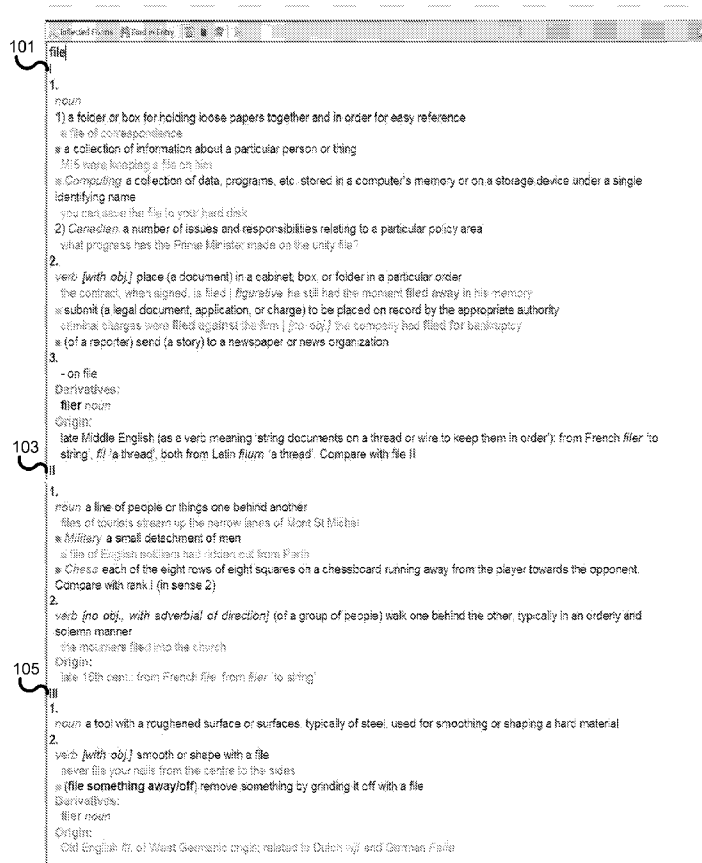 Inflected Forms Find in Entry
101
file
I
1.
noun
1) a folder or box for holding loose papers together and in order for easy reference
a file of correspondence
a collection of information about a particular person or thing
MI5 were keeping a file on him
Computing a collection of data, programs, etc. stored in a computer's memory or on a storage device under a single
identifying name
you can save the file to your hard disk
2) Canadian a number of issues and responsibilities relating to a particular policy area
what progress has the Prime Minister made on the unity file?
2.
verb [with obj.] place (a document) in a cabinet, box, or folder in a particular order
the contract, when signed, is filed | figurative he still had the moment filed away in his memory
submit (a legal document, application, or charge) to be placed on record by the appropriate authority
criminal charges were filed against the firm | [no obj.] the company had filed for bankruptcy
(of a reporter) send (a story) to a newspaper or news organization
3.
- on file
Derivatives:
filer noun
Origin:
late Middle English (as a verb meaning 'string documents on a thread or wire to keep them in order'): from French filer 'to
string', fil 'a thread', both from Latin filum 'a thread'. Compare with file II
103
II
1.
noun a line of people or things one behind another
files of tourists stream up the narrow lanes of Mont St Michel
Military a small detachment of men
a file of English soldiers had ridden out from Paris
Chess each of the eight rows of eight squares on a chessboard running away from the player towards the opponent.
Compare with rank I (in sense 2)
2.
verb [no obj., with adverbial of direction] (of a group of people) walk one behind the other, typically in an orderly and
solemn manner
the mourners filed into the church
Origin:
late 16th cent.: from French file, from filer 'to string'
105
III
1.
noun a tool with a roughened surface or surfaces, typically of steel, used for smoothing or shaping a hard material
2.
verb [with obj.] smooth or shape with a file
never file your nails from the centre to the sides
(file something away/off) remove something by grinding it off with a file
Derivatives:
filer noun
Origin:
Old English of West Germanic origin; related to Dutch vijl and German Feile